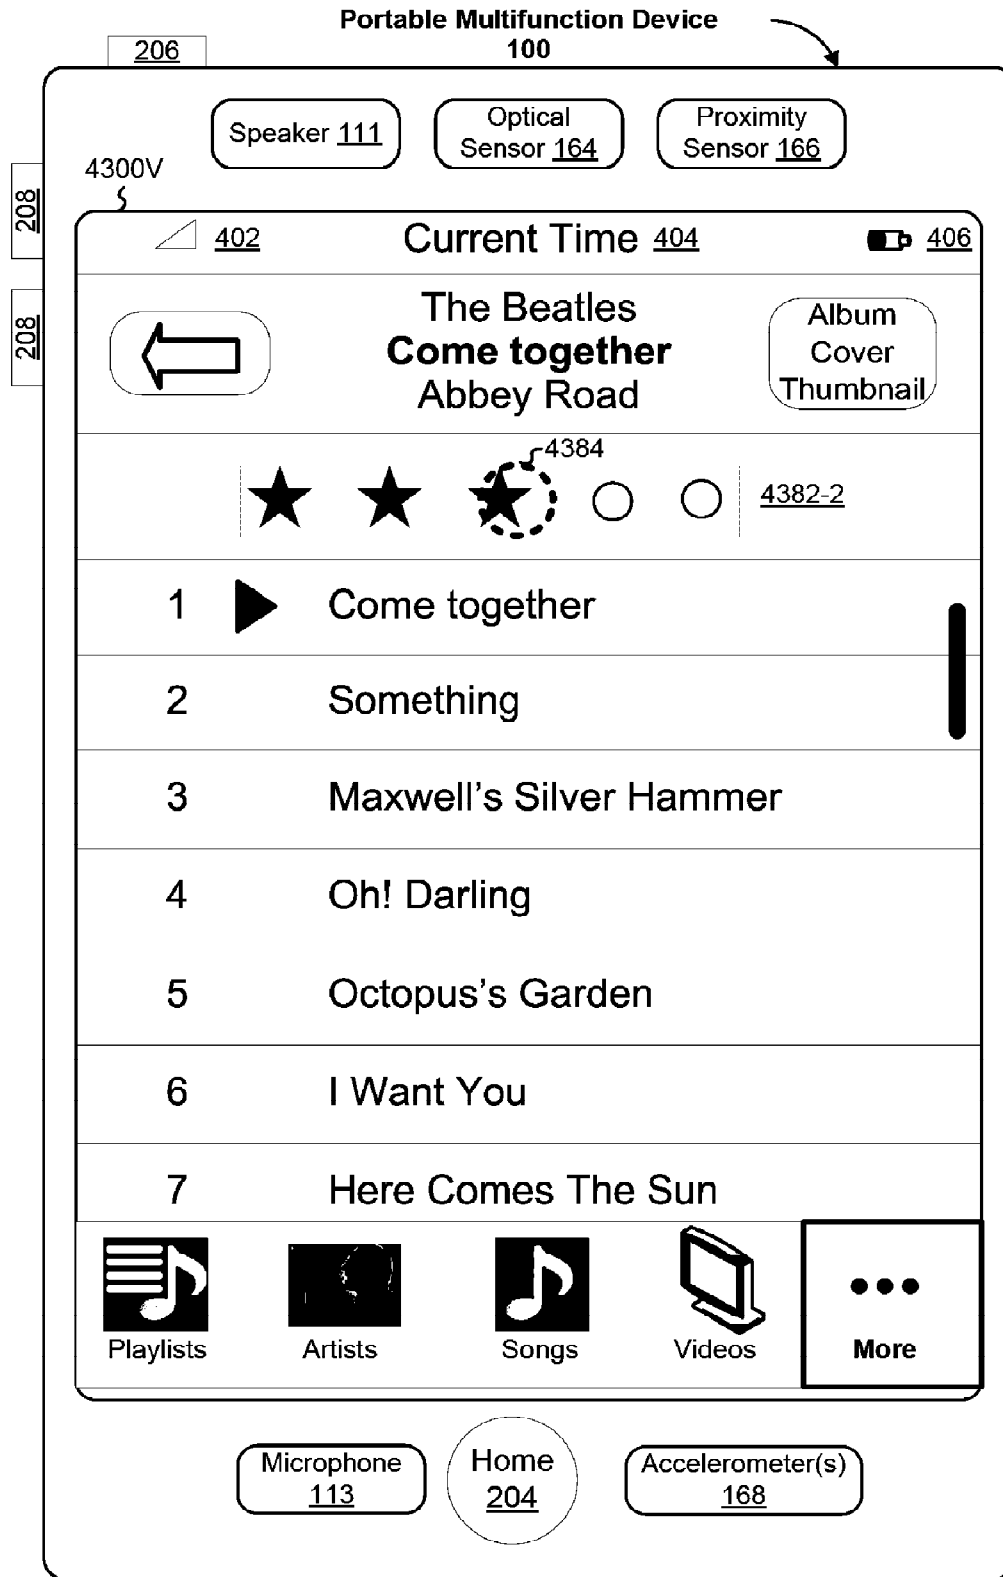 Portable Multifunction Device
100
206
Speaker 111
Optical
Sensor 164
Proximity
Sensor 166
4300V
208
208
402
Current Time 404
406
The Beatles
Come together
Abbey Road
Album
Cover
Thumbnail
4384
4382-2
1 Come together
2 Something
3 Maxwell's Silver Hammer
4 Oh! Darling
5 Octopus's Garden
6 I Want You
7 Here Comes The Sun
Playlists
Artists
Songs
Videos
More
Microphone
113
Home
204
Accelerometer(s)
168